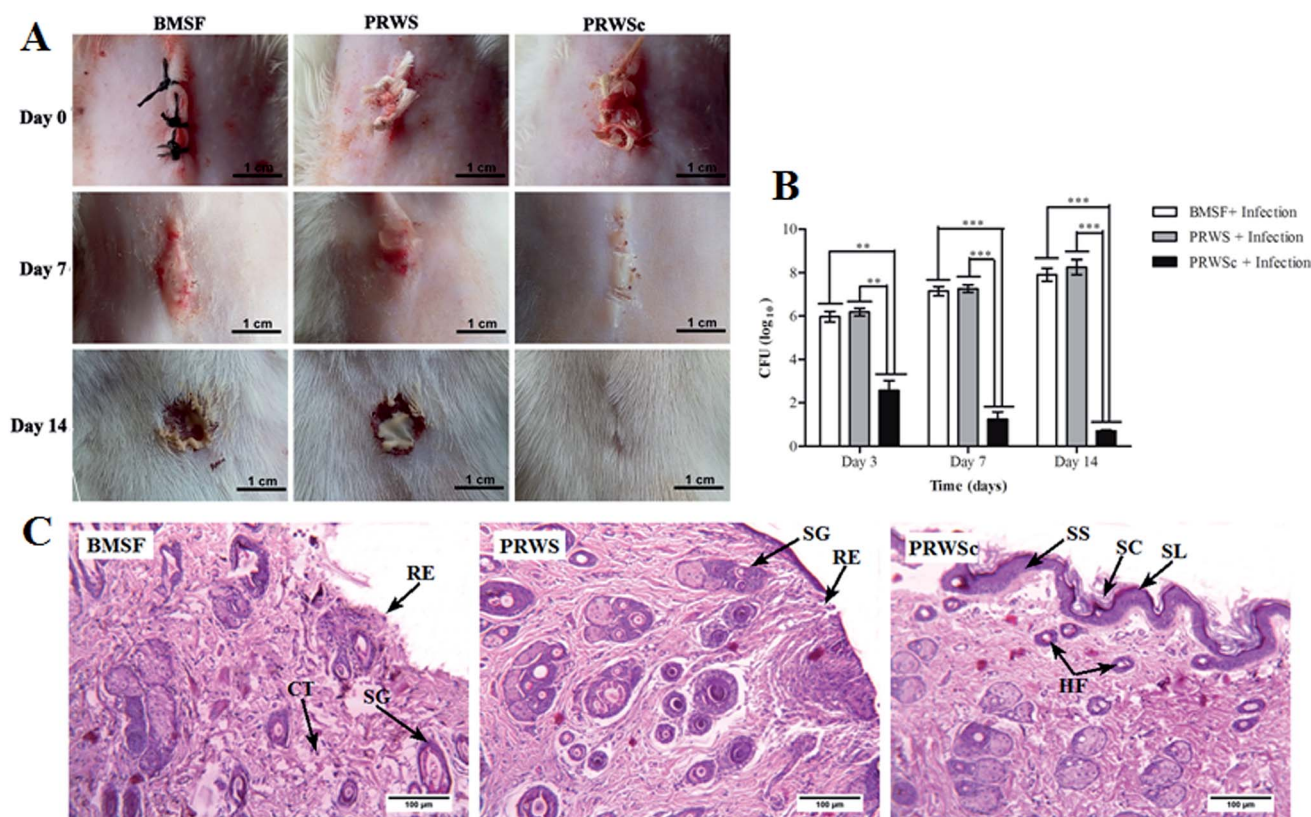 A
BMSF PRWS PRWSc
Day 0
1 cm 1 cm 1 cm
Day 7
1 cm 1 cm 1 cm
Day 14
1 cm 1 cm 1 cm
B
BMSF+ Infection
PRWS + Infection
PRWSc + Infection
*** *** ***
** ** ***
10
8
6
4
2
0
CFU (log10)
Day 3 Day 7 Day 14
Time (days)
C
BMSF
RE
CT
SG
100 µm
PRWS
SG
RE
100 µm
PRWSc
SS
SC
SL
HF
100 µm